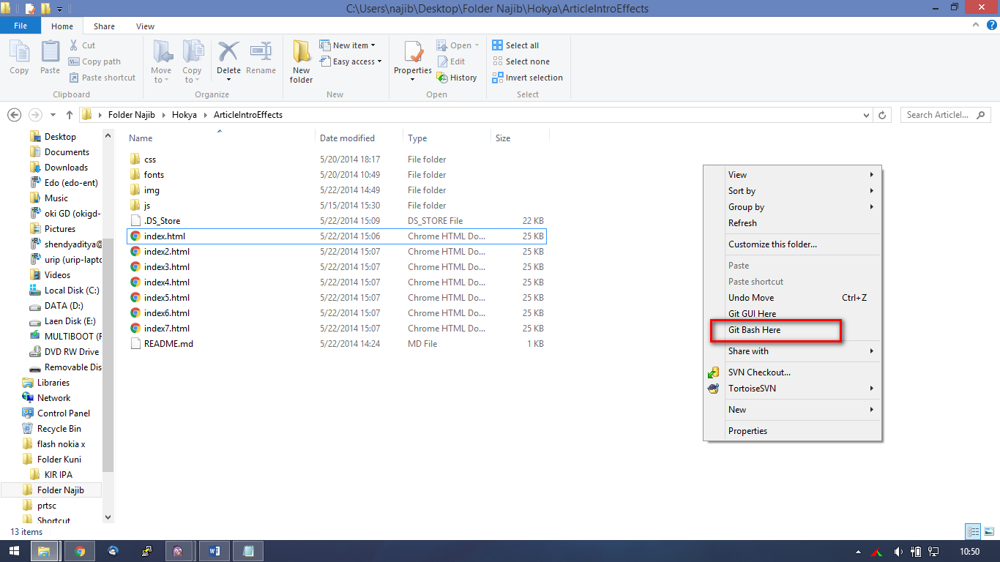 C:\Users\najib\Desktop\Folder Najib\Hokya\ArticleIntroEffects
File Home Share View
Copy
Paste
Cut
Copy path
Paste shortcut
Clipboard
Move to
Copy to
Delete
Rename
Organize
New folder
New item
Easy access
New
Properties
Open
Edit
History
Open
Select all
Select none
Invert selection
Select
Folder Najib Hokya ArticleIntroEffects
Search Articlel...
Desktop
Documents
Downloads
Edo (edo-ent)
Music
oki GD (okigd-
Pictures
shendyaditya@
urip (urip-lapto
Videos
Local Disk (C:)
DATA (D:)
Laen Disk (E:)
MULTIBOOT (F
DVD RW Drive
Removable Dis
Libraries
Network
Control Panel
Recycle Bin
flash nokia x
Folder Kuni
KIR IPA
Folder Najib
prtsc
Shortcut
Name Date modified Type Size
css 5/20/2014 18:17 File folder
fonts 5/20/2014 10:49 File folder
img 5/22/2014 14:49 File folder
js 5/15/2014 15:30 File folder
.DS_Store 5/22/2014 15:09 DS_STORE File 22 KB
index.html 5/22/2014 15:06 Chrome HTML Do... 25 KB
index2.html 5/22/2014 15:07 Chrome HTML Do... 25 KB
index3.html 5/22/2014 15:07 Chrome HTML Do... 25 KB
index4.html 5/22/2014 15:07 Chrome HTML Do... 25 KB
index5.html 5/22/2014 15:07 Chrome HTML Do... 25 KB
index6.html 5/22/2014 15:07 Chrome HTML Do... 25 KB
index7.html 5/22/2014 15:07 Chrome HTML Do... 25 KB
README.md 5/22/2014 14:24 MD File 1 KB
View
Sort by
Group by
Refresh
Customize this folder...
Paste
Paste shortcut
Undo Move Ctrl+Z
Git GUI Here
Git Bash Here
Share with
SVN Checkout...
TortoiseSVN
New
Properties
13 items
10:50